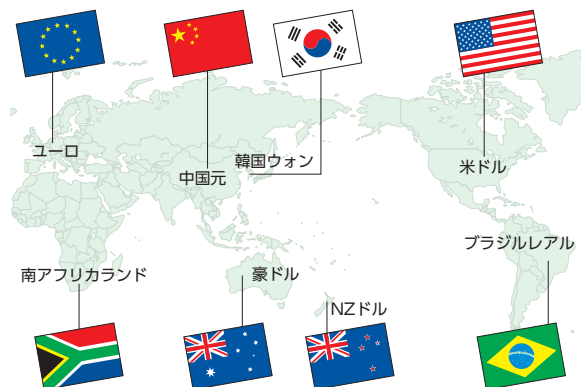 ユーロ
中国元
韓国ウォン
米ドル
ブラジルレアル
南アフリカランド
豪ドル
NZドル